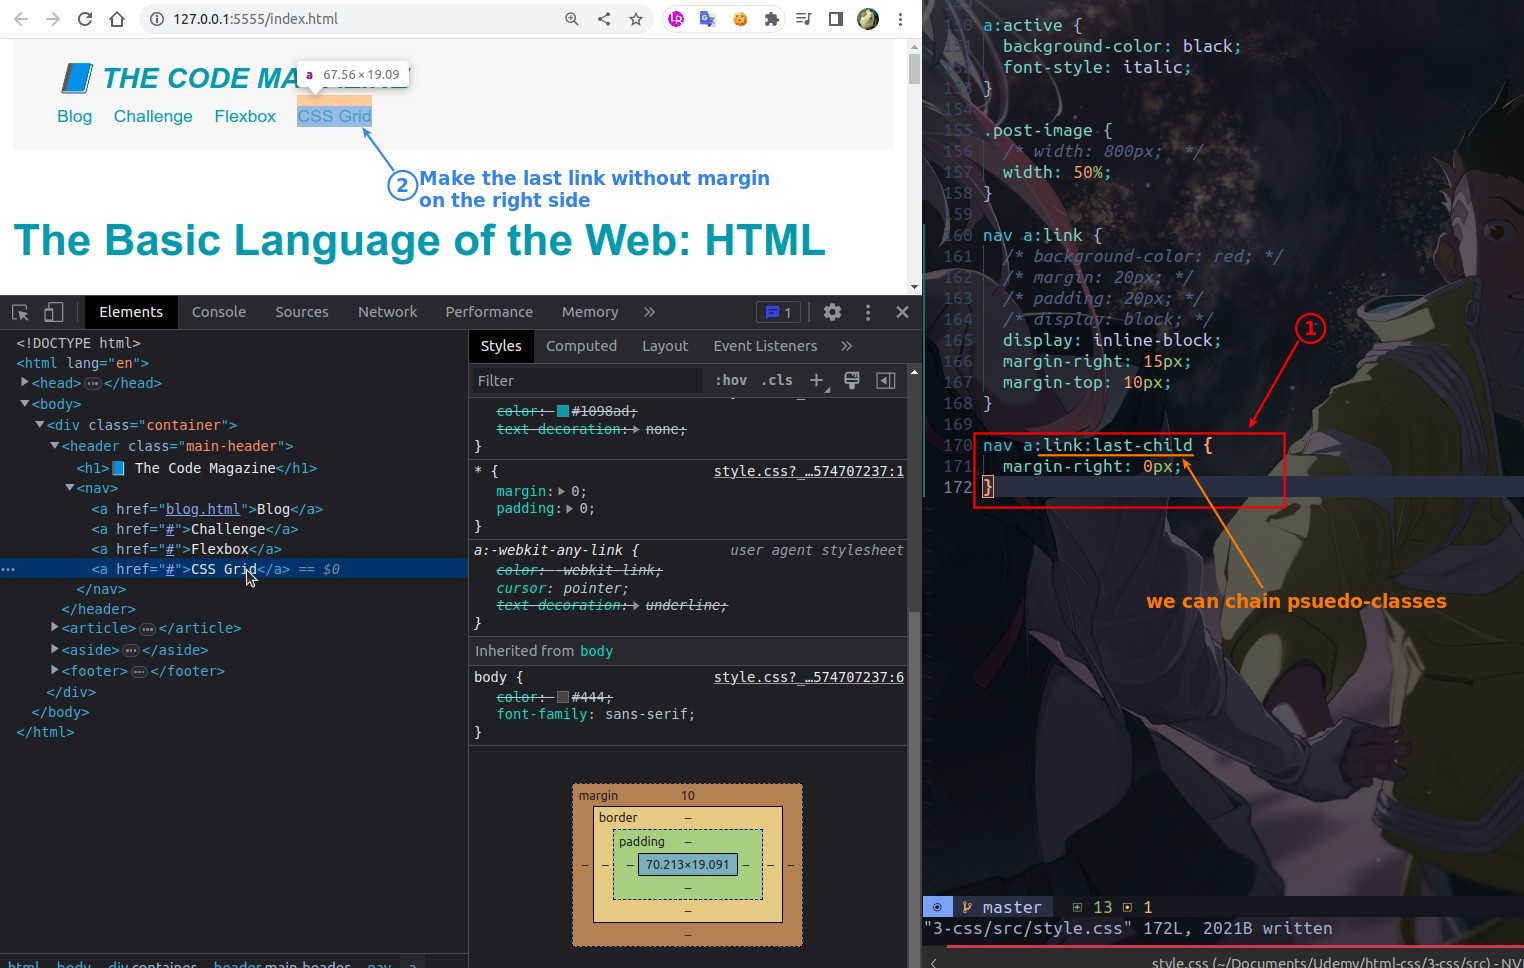 127.0.0.1:5555/index.html
📘 THE CODE MA
a 67.56×19.09
Blog Challenge Flexbox CSS Grid
2 Make the last link without margin
on the right side
The Basic Language of the Web: HTML
Elements Console Sources Network Performance Memory » 1
<!DOCTYPE html>
<html lang="en">
<head>…</head>
<body>
<div class="container">
<header class="main-header">
<h1>📘 The Code Magazine</h1>
<nav>
<a href="blog.html">Blog</a>
<a href="#">Challenge</a>
<a href="#">Flexbox</a>
<a href="#">CSS Grid</a> == $0
</nav>
</header>
<article>…</article>
<aside>…</aside>
<footer>…</footer>
</div>
</body>
</html>
html body div.container header.main-header nav a
Styles Computed Layout Event Listeners »
Filter :hov .cls +
color: #1098ad;
text-decoration: none;
}
* { style.css?_…574707237:1
margin: 0;
padding: 0;
}
a:-webkit-any-link { user agent stylesheet
color: -webkit-link;
cursor: pointer;
text-decoration: underline;
}
Inherited from body
body { style.css?_…574707237:6
color: #444;
font-family: sans-serif;
}
margin 10
border –
padding –
– – – 70.213×19.091 – – –
–
–
–
150 a:active {
151 background-color: black;
152 font-style: italic;
153 }
154
155 .post-image {
156 /* width: 800px; */
157 width: 50%;
158 }
159
160 nav a:link {
161 /* background-color: red; */
162 /* margin: 20px; */
163 /* padding: 20px; */
164 /* display: block; */
165 display: inline-block;
166 margin-right: 15px;
167 margin-top: 10px;
168 }
169
170 nav a:link:last-child {
171 margin-right: 0px;
172 }
1
we can chain psuedo-classes
master 13 1
"3-css/src/style.css" 172L, 2021B written
style.css (~/Documents/Udemy/html-css/3-css/src) - NV